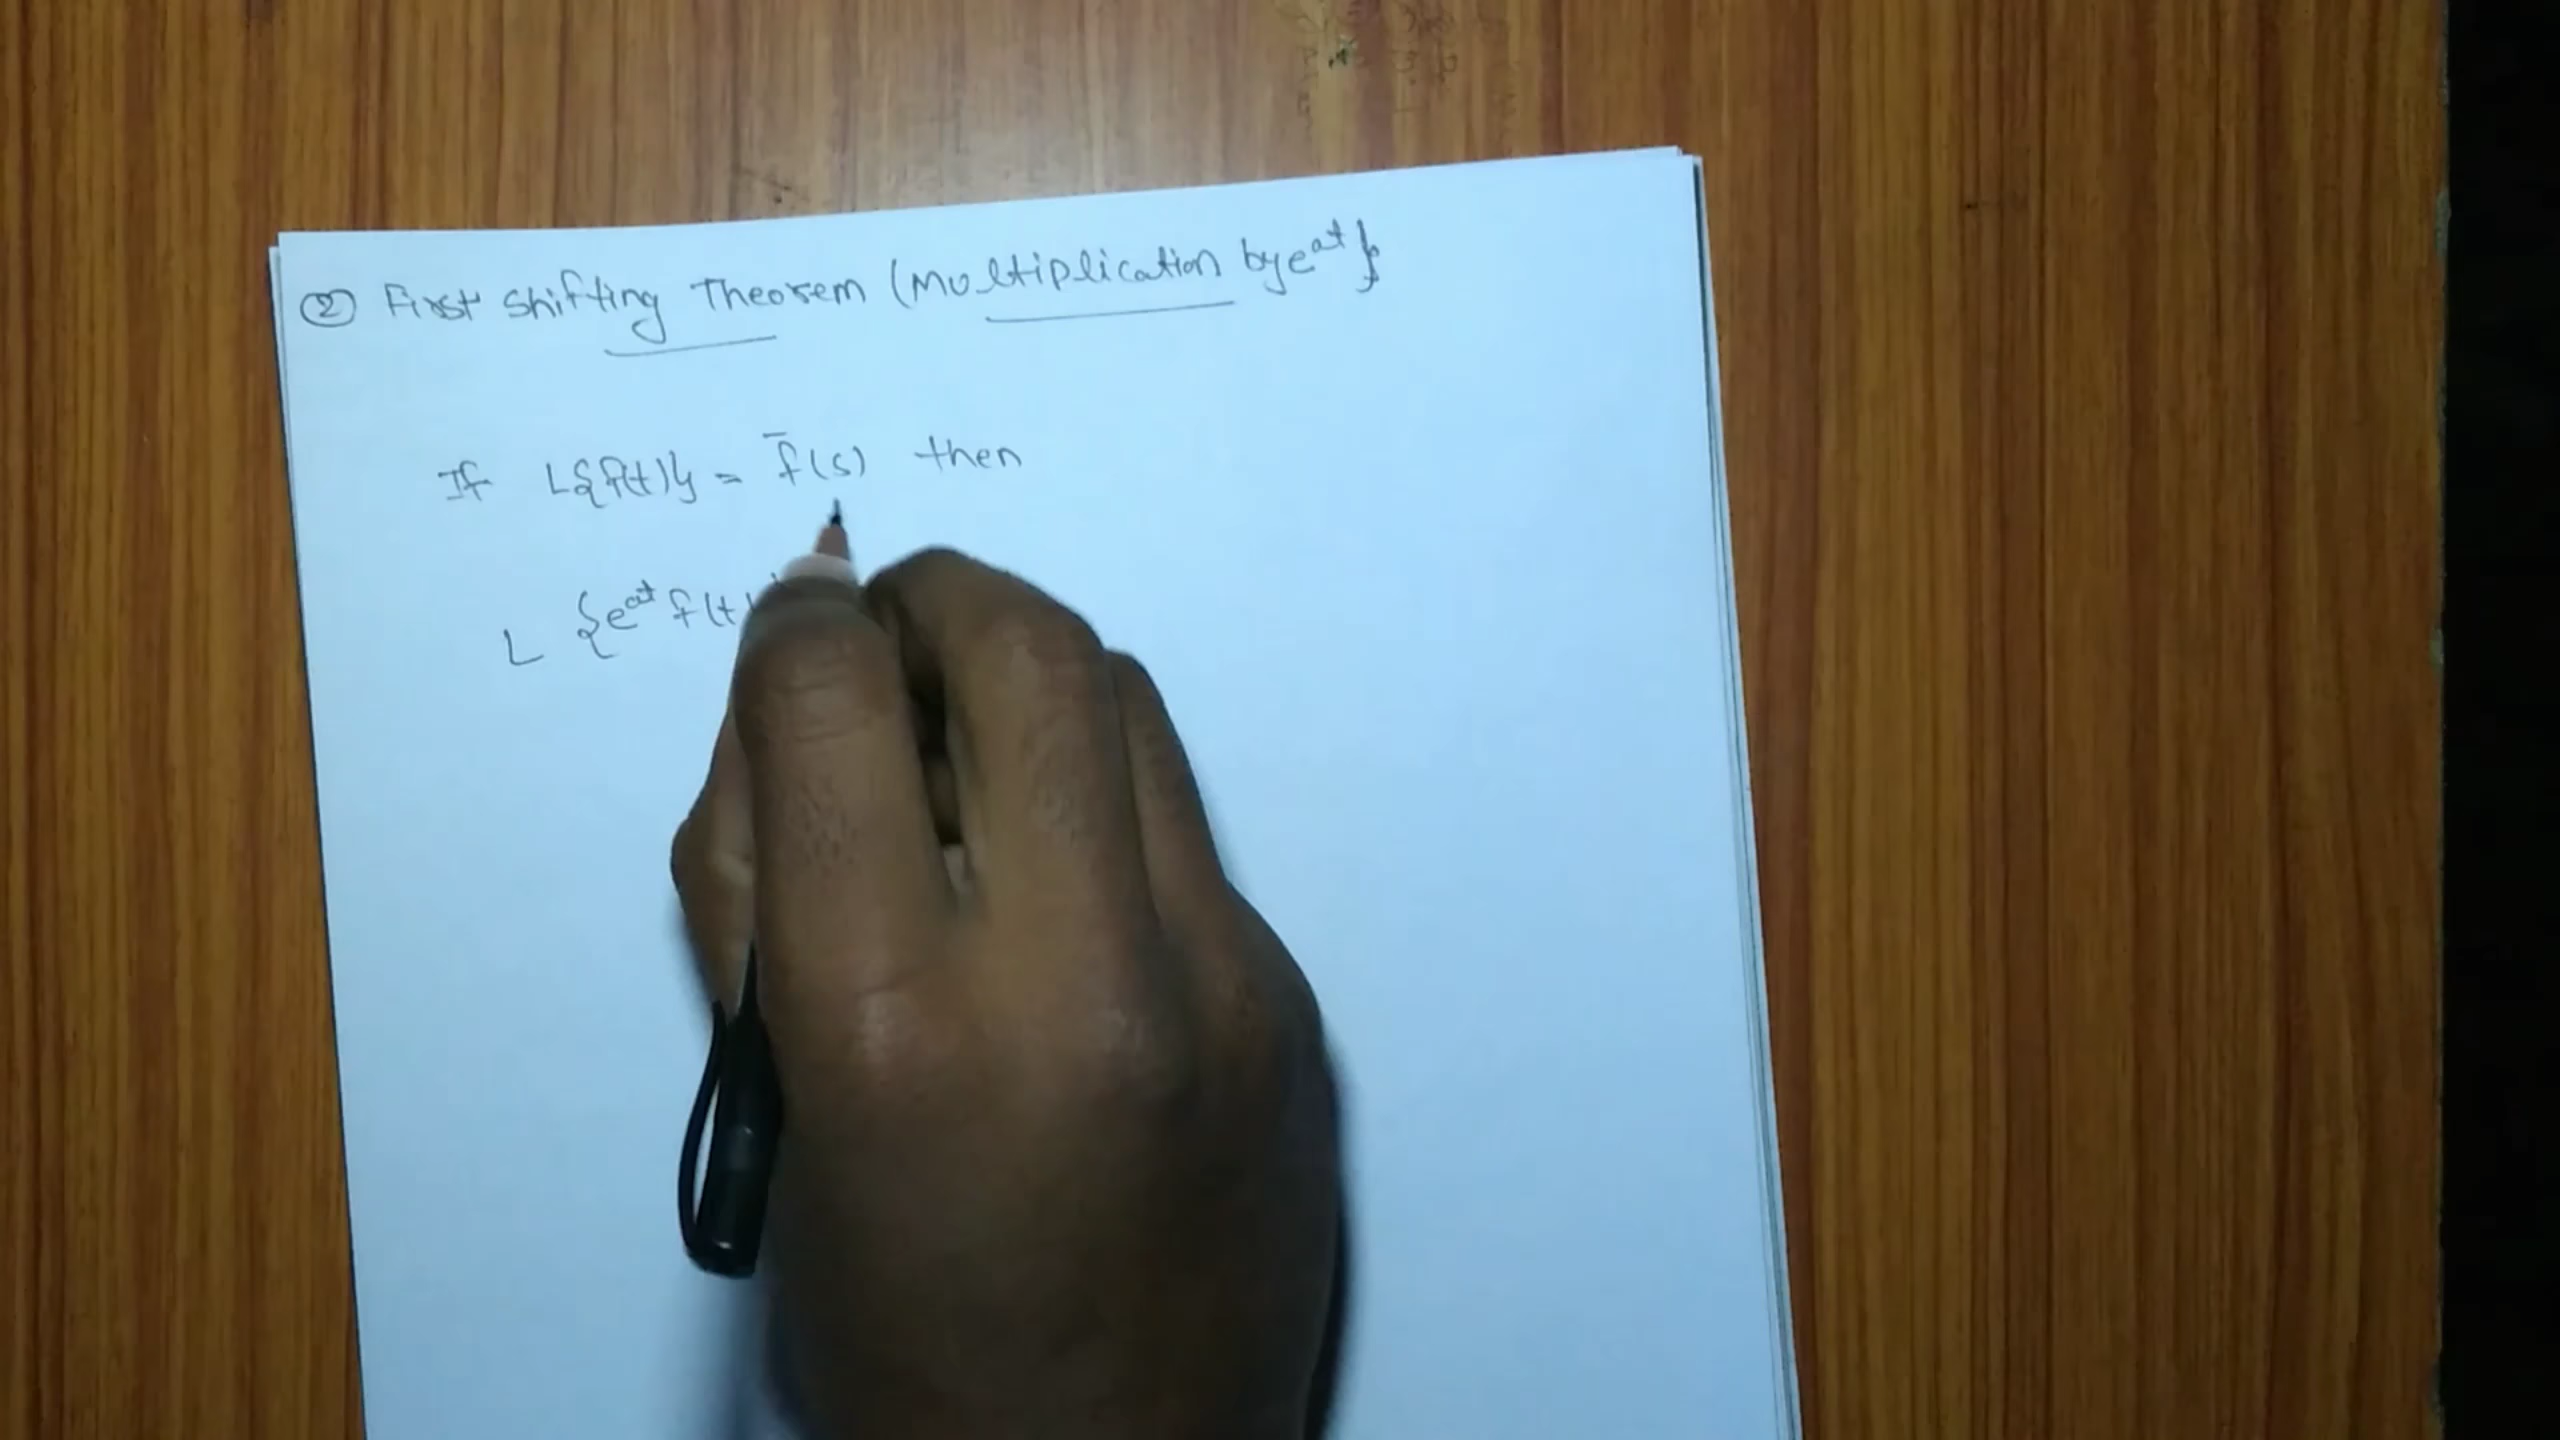 ② First Shifting Theorem (Multiplication by e^at}
If L{f(t)} = f̄(s) then
L {e^at f(t)